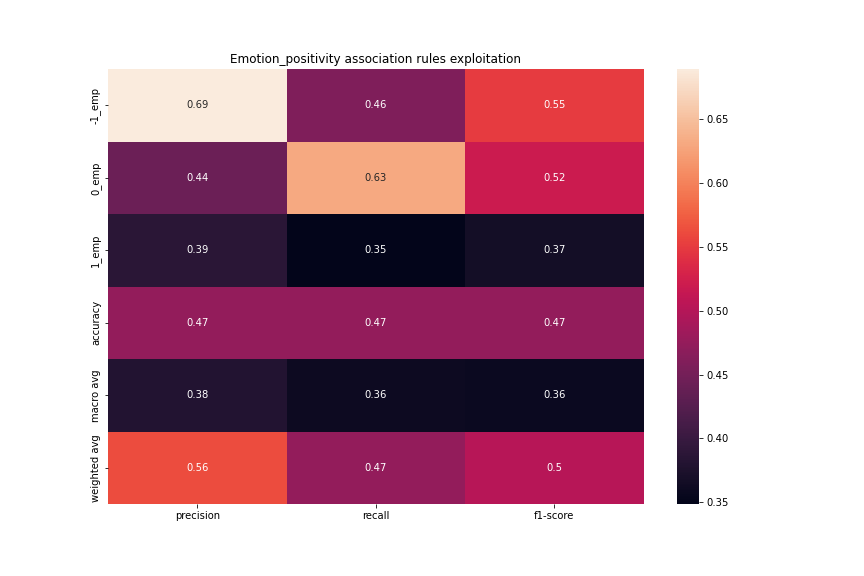 Emotion_positivity association rules exploitation
-1_emp 0.69 0.46 0.55
0_emp 0.44 0.63 0.52
1_emp 0.39 0.35 0.37
accuracy 0.47 0.47 0.47
macro avg 0.38 0.36 0.36
weighted avg 0.56 0.47 0.5
precision recall f1-score
0.65
0.60
0.55
0.50
0.45
0.40
0.35